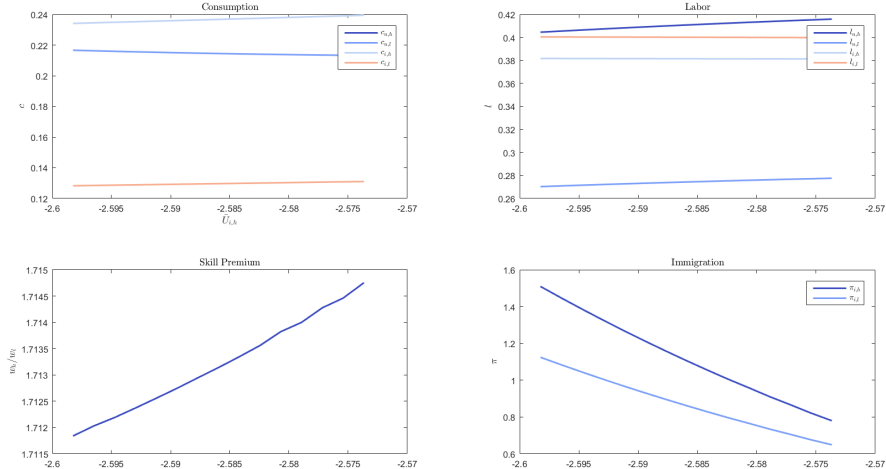 Consumption
0.24
0.22
0.2
0.18
0.16
0.14
0.12
c
c_{n,h}
c_{n,l}
c_{i,h}
c_{i,l}
-2.6 -2.595 -2.59 -2.585 -2.58 -2.575 -2.57
Ū_{i,h}
Labor
0.42
0.4
0.38
0.36
0.34
0.32
0.3
0.28
0.26
l
l_{n,h}
l_{n,l}
l_{i,h}
l_{i,l}
-2.6 -2.595 -2.59 -2.585 -2.58 -2.575 -2.57
Skill Premium
1.715
1.7145
1.714
1.7135
1.713
1.7125
1.712
1.7115
w_h/w_l
-2.6 -2.595 -2.59 -2.585 -2.58 -2.575 -2.57
Immigration
1.6
1.4
1.2
1
0.8
0.6
π
π_{i,h}
π_{i,l}
-2.6 -2.595 -2.59 -2.585 -2.58 -2.575 -2.57